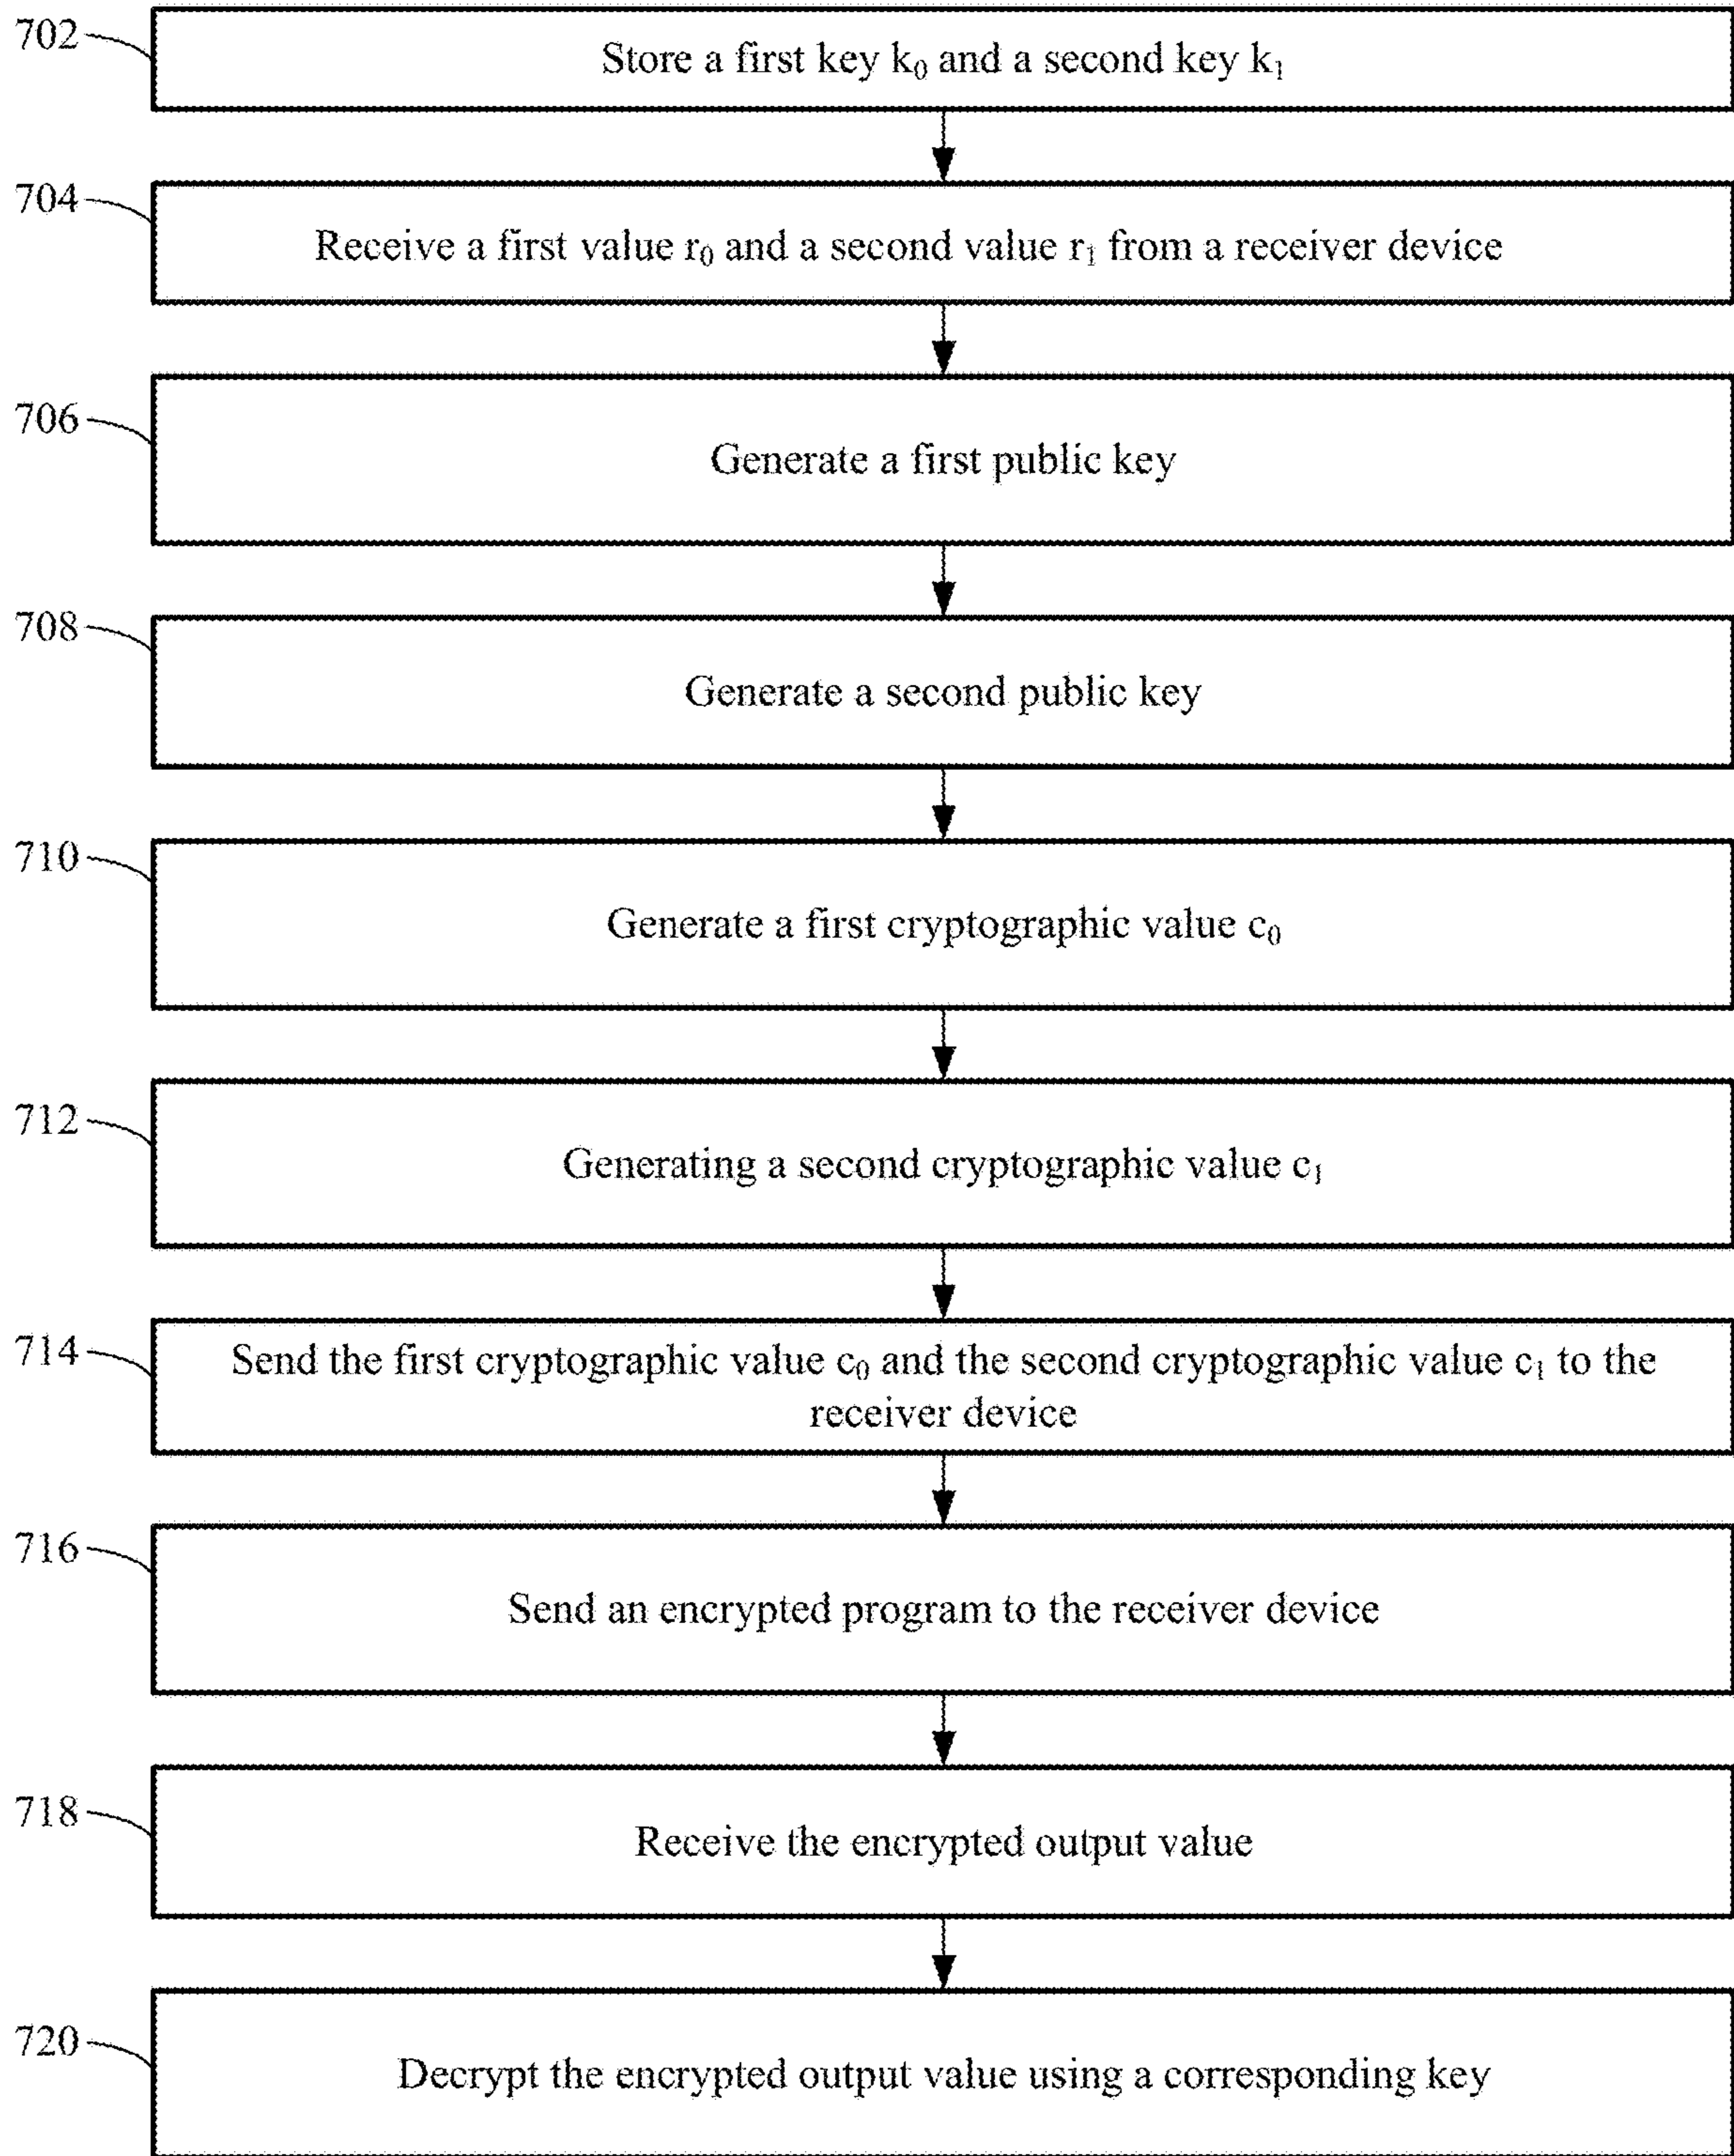 702
Store a first key k₀ and a second key k₁
704
Receive a first value r₀ and a second value r₁ from a receiver device
706
Generate a first public key
708
Generate a second public key
710
Generate a first cryptographic value c₀
712
Generating a second cryptographic value c₁
714
Send the first cryptographic value c₀ and the second cryptographic value c₁ to the
receiver device
716
Send an encrypted program to the receiver device
718
Receive the encrypted output value
720
Decrypt the encrypted output value using a corresponding key